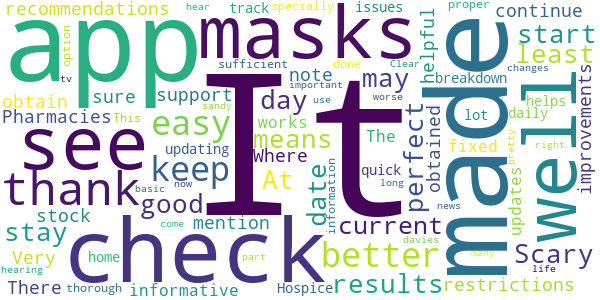 recommendations
hear
track
issues
specially
proper
app
masks
It
made
continue
option
sufficient
done
Clear
helpful
start
tv
least
see
obtain
sure
support
note
may
important
worse
breakdown
changes
Pharmacies
This
easy
day
use
sandy
lot
well
improvements
helps
daily
updating
means
works
The
perfect
obtained
fixed
thank
keep
Where
quick
pretty
right
At
now
basic
long
good
date
information
current
news
updates
stock
mention
stay
check
better
davies
Scary
Very
home
come
part
many
life
hearing
There
thorough
informative
Hospice
results
restrictions